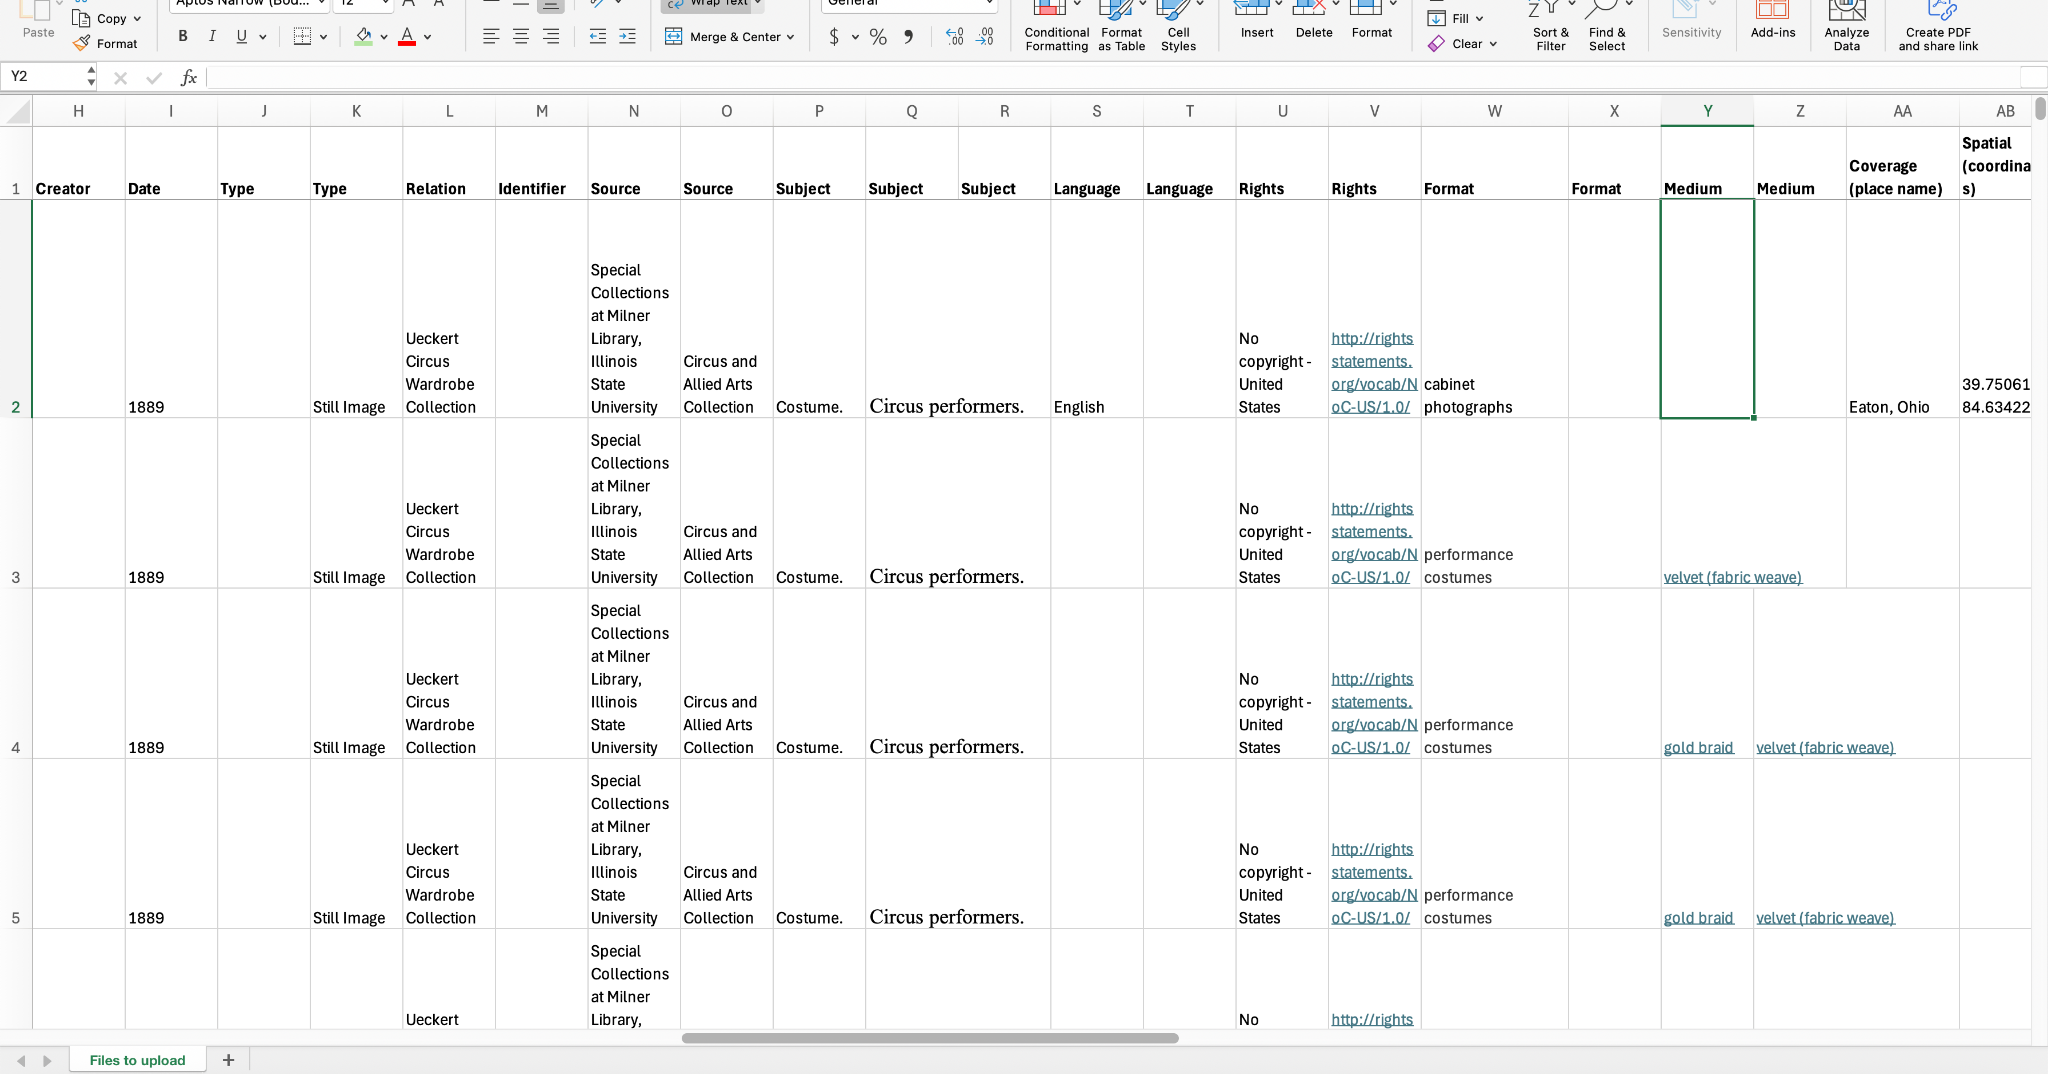 Aptos Narrow (Bod... 12 A A Wrap Text General
Paste Copy Format B I U A Merge & Center $ % Conditional Formatting Format as Table Cell Styles Insert Delete Format Fill Clear Sort & Filter Find & Select Sensitivity Add-ins Analyze Data Create PDF and share link
Y2 fx
H I J K L M N O P Q R S T U V W X Y Z AA AB
1 Creator Date Type Type Relation Identifier Source Source Subject Subject Subject Language Language Rights Rights Format Format Medium Medium Coverage (place name) Spatial (coordina s)
2 1889 Still Image Ueckert Circus Wardrobe Collection Special Collections at Milner Library, Illinois State University Circus and Allied Arts Collection Costume. Circus performers. English No copyright - United States http://rightsstatements.org/vocab/NoC-US/1.0/ cabinet photographs Eaton, Ohio 39.75061 84.63422
3 1889 Still Image Ueckert Circus Wardrobe Collection Special Collections at Milner Library, Illinois State University Circus and Allied Arts Collection Costume. Circus performers. No copyright - United States http://rightsstatements.org/vocab/NoC-US/1.0/ performance costumes velvet (fabric weave)
4 1889 Still Image Ueckert Circus Wardrobe Collection Special Collections at Milner Library, Illinois State University Circus and Allied Arts Collection Costume. Circus performers. No copyright - United States http://rightsstatements.org/vocab/NoC-US/1.0/ performance costumes gold braid velvet (fabric weave)
5 1889 Still Image Ueckert Circus Wardrobe Collection Special Collections at Milner Library, Illinois State University Circus and Allied Arts Collection Costume. Circus performers. No copyright - United States http://rightsstatements.org/vocab/NoC-US/1.0/ performance costumes gold braid velvet (fabric weave)
Ueckert Special Collections at Milner Library, No http://rights
Files to upload +